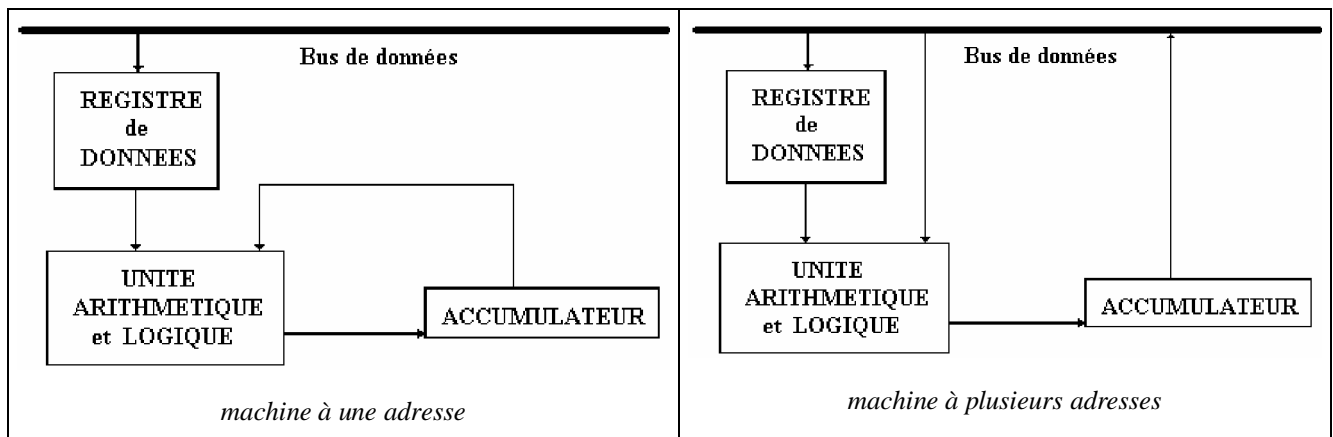 Bus de données
REGISTRE
de
DONNEES
UNITE
ARITHMETIQUE
et LOGIQUE
ACCUMULATEUR
machine à une adresse
Bus de données
REGISTRE
de
DONNEES
UNITE
ARITHMETIQUE
et LOGIQUE
ACCUMULATEUR
machine à plusieurs adresses